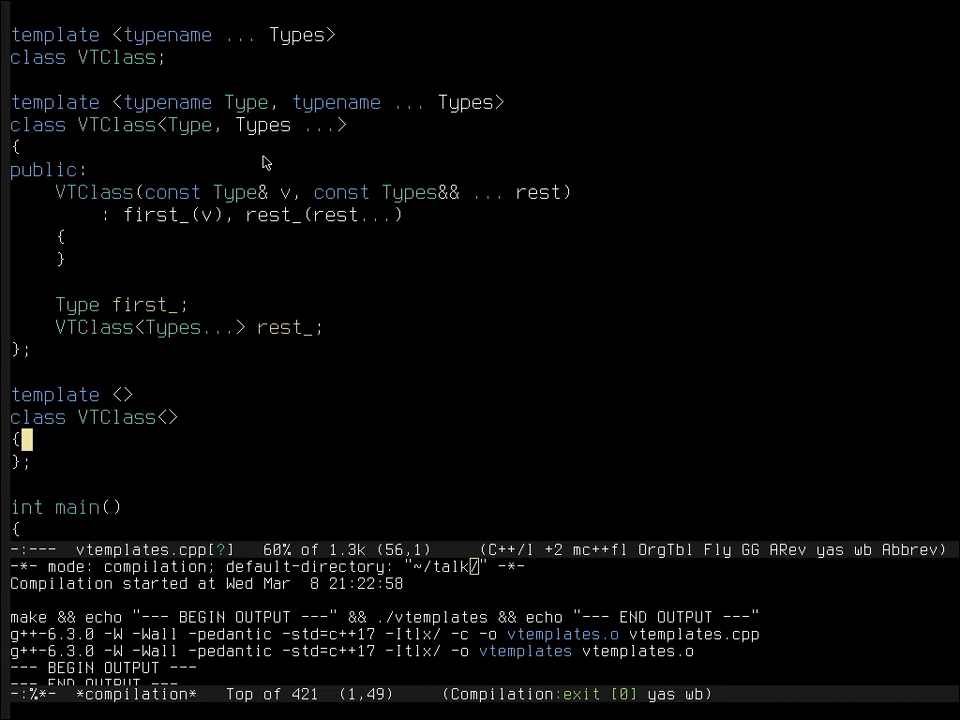 template <typename ... Types>
class VTClass;
template <typename Type, typename ... Types>
class VTClass<Type, Types ...>
{
public:
    VTClass(const Type& v, const Types&& ... rest)
        : first_(v), rest_(rest...)
    {
    }
    Type first_;
    VTClass<Types...> rest_;
};
template <>
class VTClass<>
{
};
int main()
{
-:---  vtemplates.cpp[?]   60% of 1.3k (56,1)     (C++/l +2 mc++fl OrgTbl Fly GG ARev yas wb Abbrev)
-*- mode: compilation; default-directory: "~/talk/" -*-
Compilation started at Wed Mar  8 21:22:58
make && echo "--- BEGIN OUTPUT ---" && ./vtemplates && echo "--- END OUTPUT ---"
g++-6.3.0 -W -Wall -pedantic -std=c++17 -Itlx/ -c -o vtemplates.o vtemplates.cpp
g++-6.3.0 -W -Wall -pedantic -std=c++17 -Itlx/ -o vtemplates vtemplates.o
--- BEGIN OUTPUT ---
--- END OUTPUT ---
-:%*-  *compilation*   Top of 421  (1,49)     (Compilation:exit [0] yas wb)